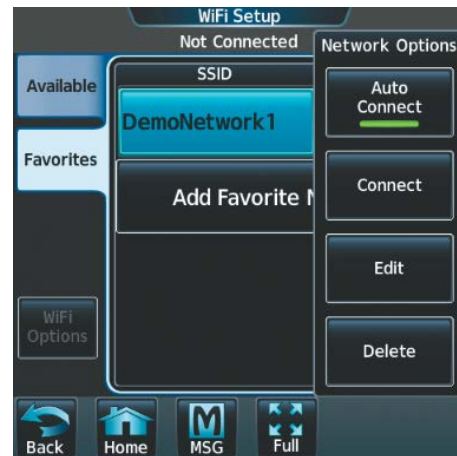 WiFi Setup
Not Connected
Network Options
Available
SSID
Auto
Connect
DemoNetwork1
Favorites
Add Favorite N
Connect
Edit
WiFi
Options
Delete
Back
Home
M
MSG
Full